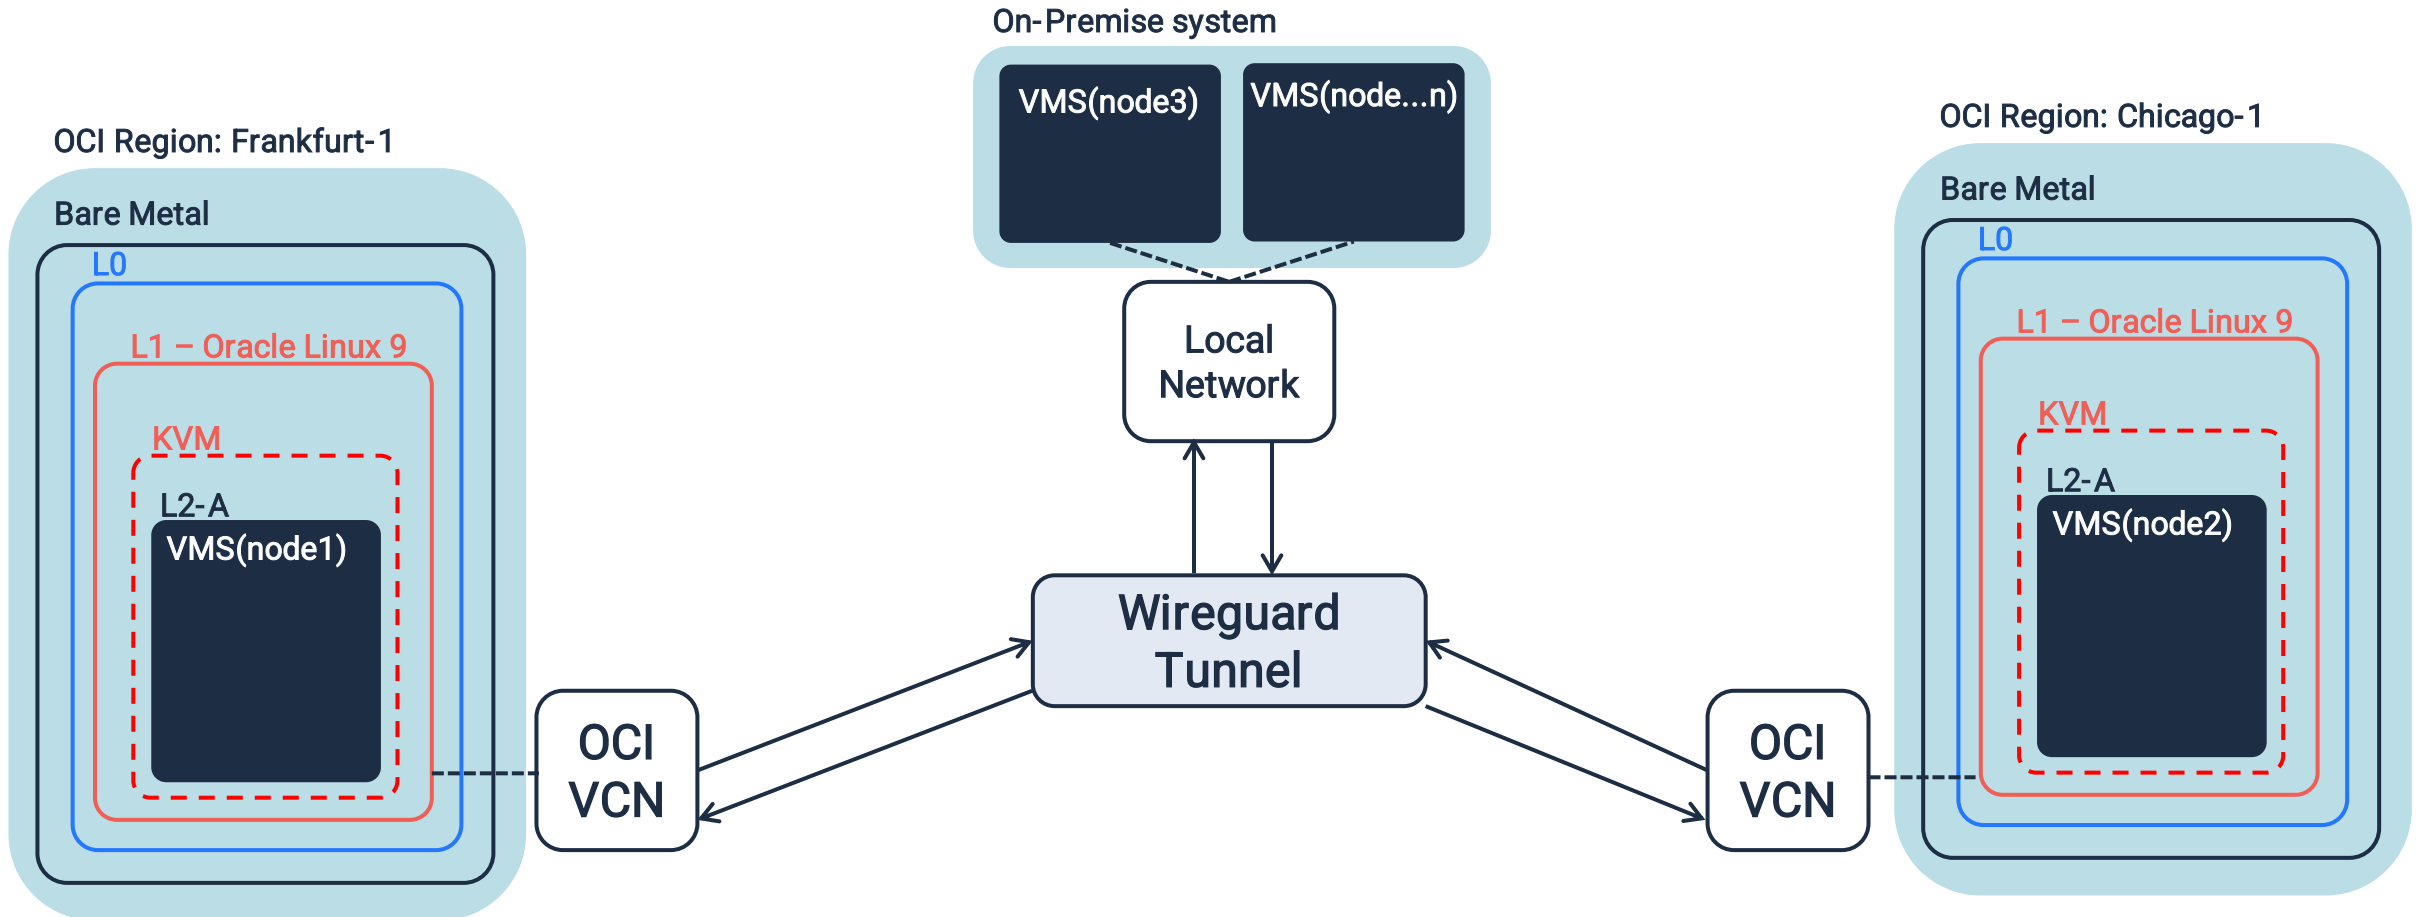 On-Premise system
VMS(node3)
VMS(node...n)
OCI Region: Frankfurt-1
Bare Metal
L0
L1 – Oracle Linux 9
KVM
L2-A
VMS(node1)
Local
Network
Wireguard
Tunnel
OCI
VCN
OCI
VCN
OCI Region: Chicago-1
Bare Metal
L0
L1 – Oracle Linux 9
KVM
L2-A
VMS(node2)